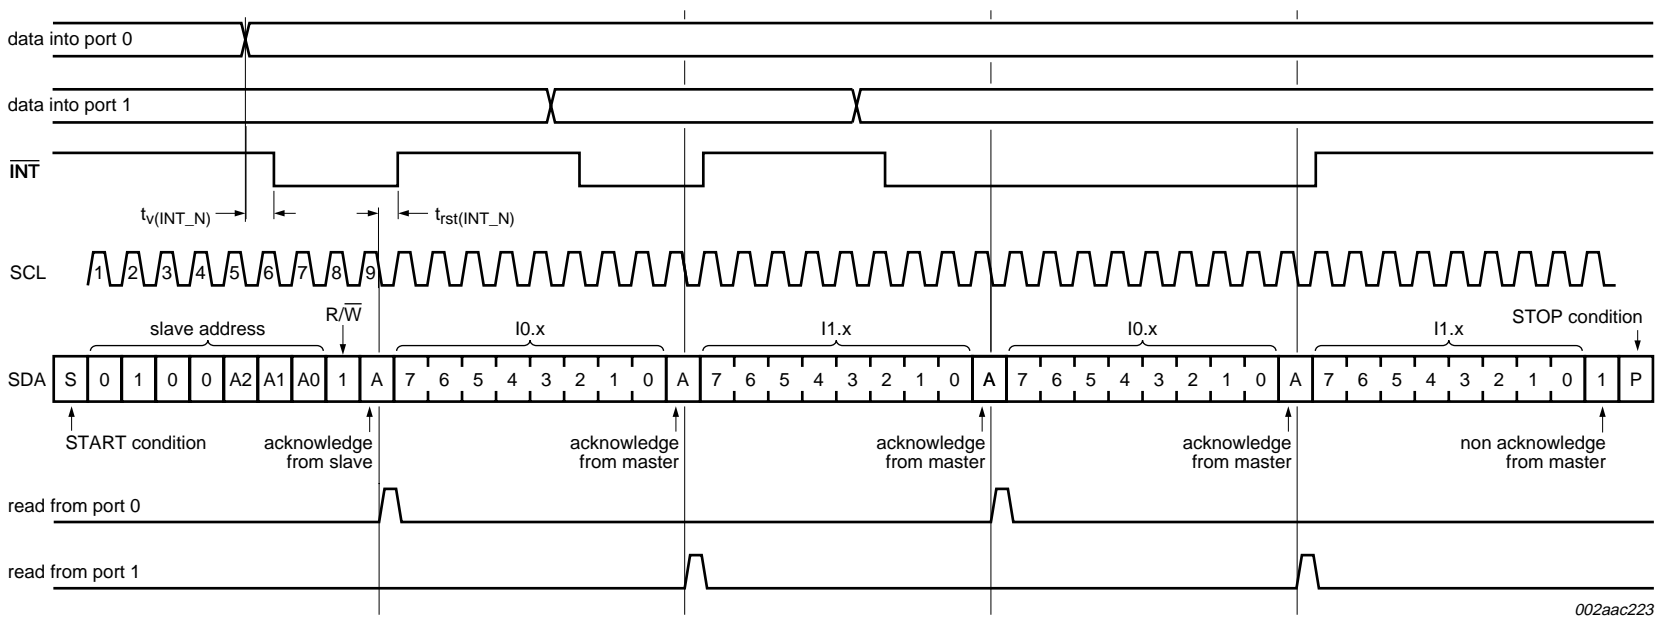 data into port 0
data into port 1
INT
tv(INT_N)
trst(INT_N)
SCL 1 2 3 4 5 6 7 8 9
R/W
slave address I0.x I1.x I0.x I1.x STOP condition
SDA S 0 1 0 0 A2 A1 A0 1 A 7 6 5 4 3 2 1 0 A 7 6 5 4 3 2 1 0 A 7 6 5 4 3 2 1 0 A 7 6 5 4 3 2 1 0 1 P
START condition
acknowledge
from slave
acknowledge
from master
acknowledge
from master
acknowledge
from master
non acknowledge
from master
read from port 0
read from port 1
002aac223